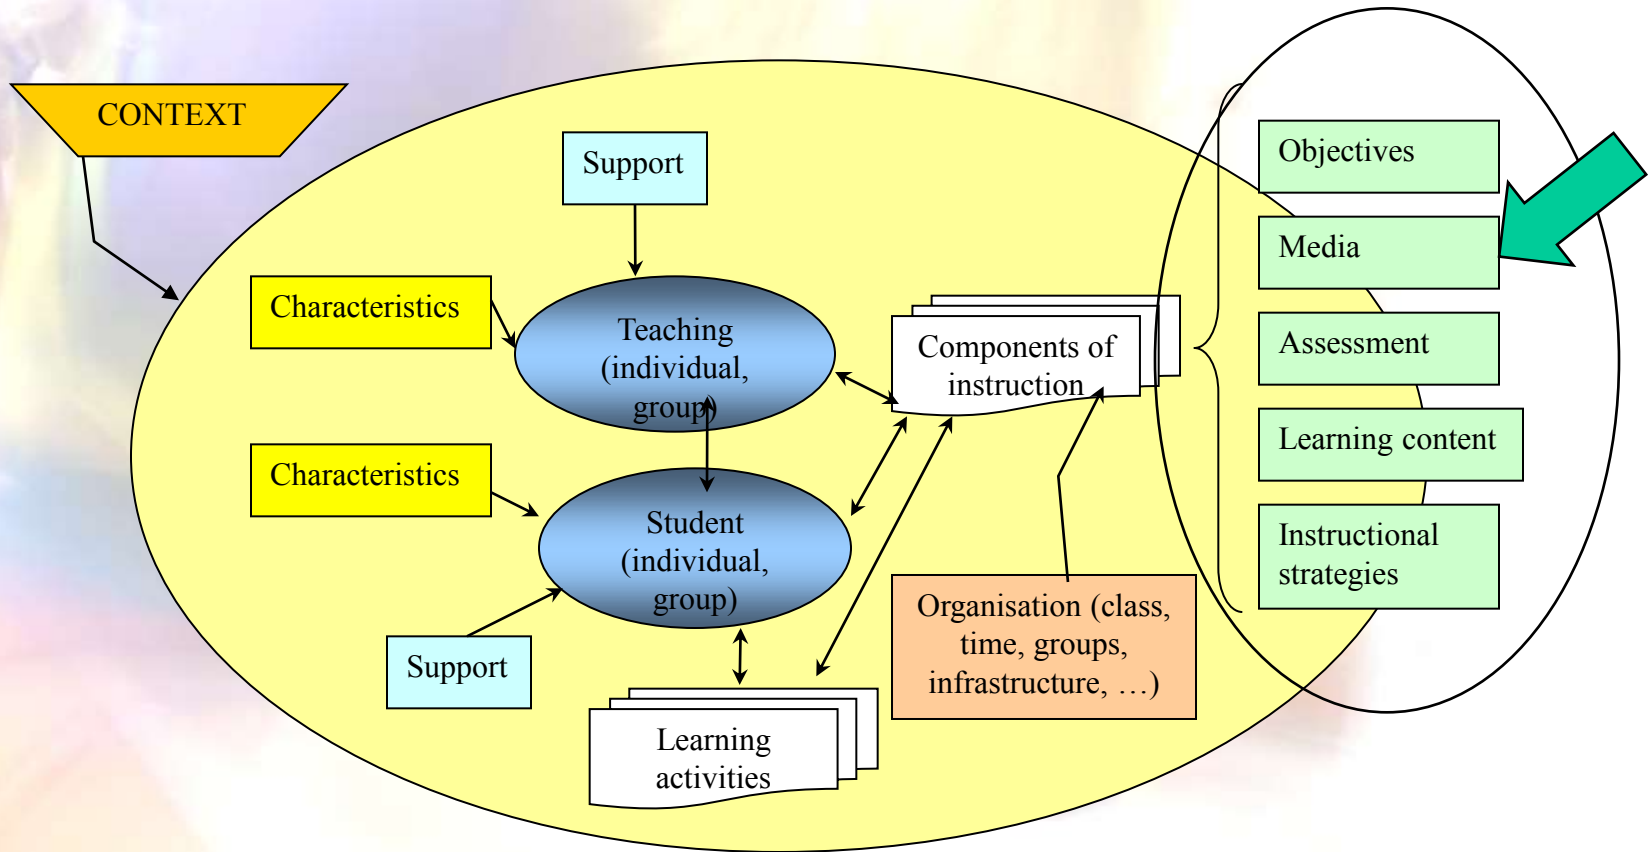 CONTEXT
Support
Characteristics
Teaching
(individual,
group)
Components of
instruction
Characteristics
Student
(individual,
group)
Support
Learning
activities
Organisation (class,
time, groups,
infrastructure, …)
Objectives
Media
Assessment
Learning content
Instructional
strategies